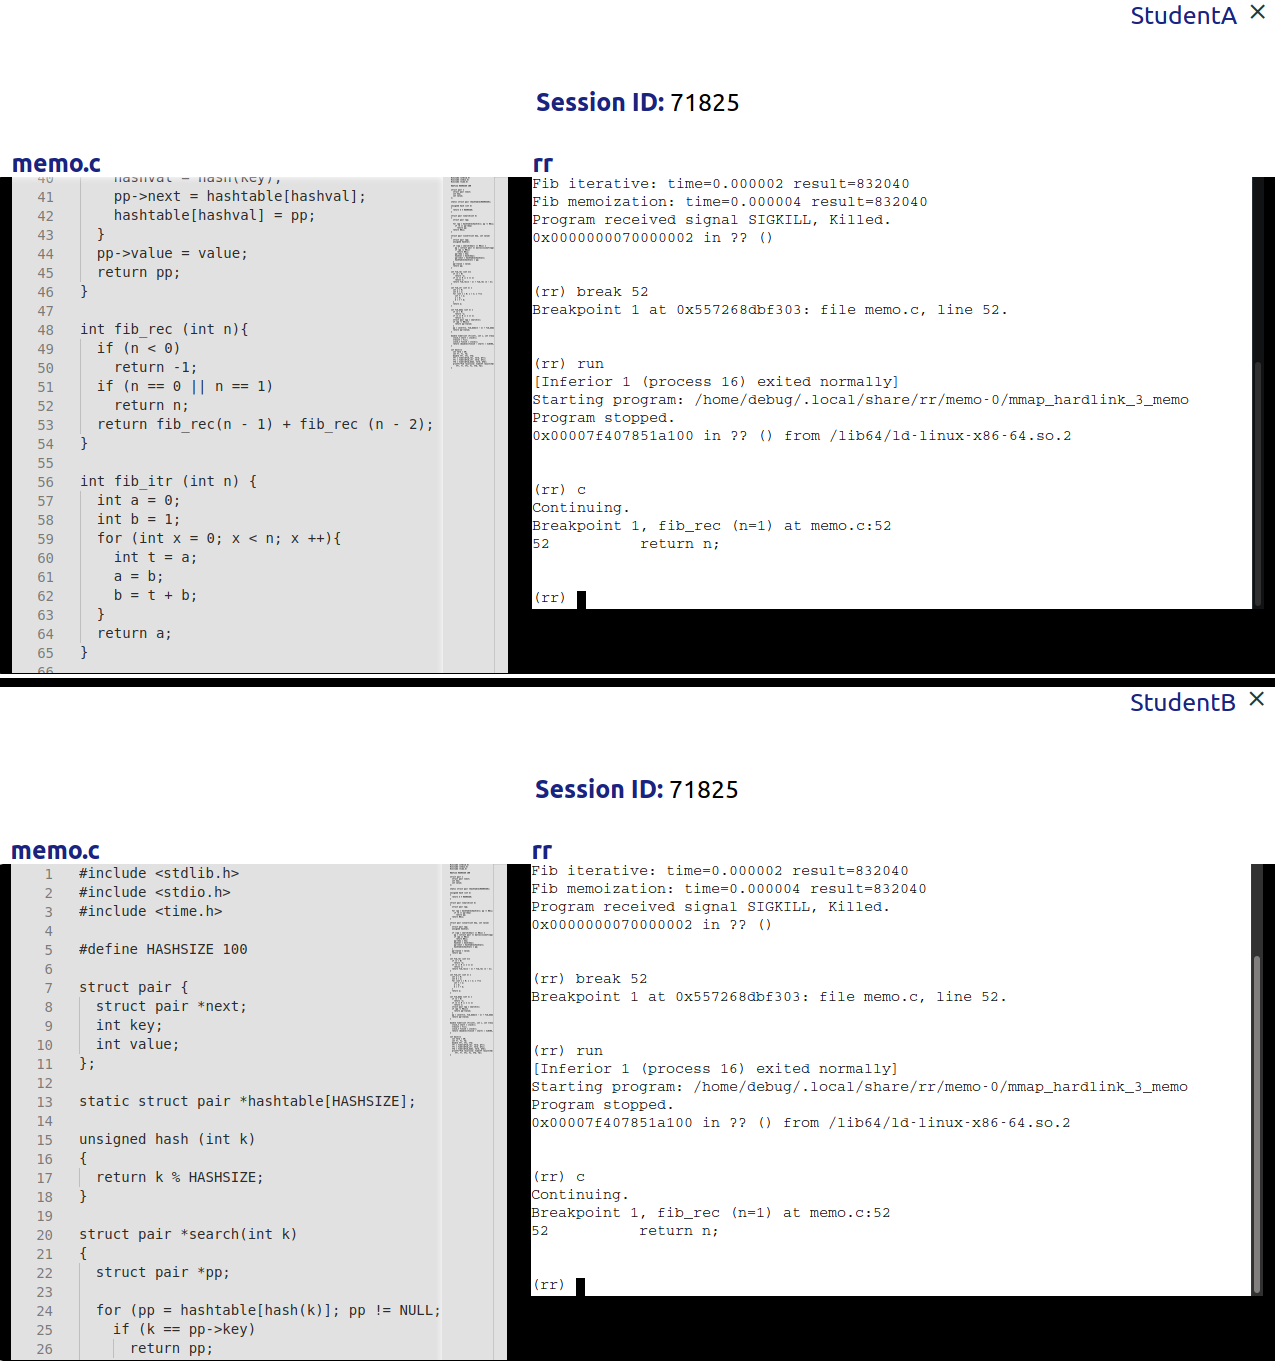 StudentA ×
Session ID: 71825
memo.c
40 hashval = hash(key);
41 pp->next = hashtable[hashval];
42 hashtable[hashval] = pp;
43 }
44 pp->value = value;
45 return pp;
46 }
47
48 int fib_rec (int n){
49 if (n < 0)
50 return -1;
51 if (n == 0 || n == 1)
52 return n;
53 return fib_rec(n - 1) + fib_rec (n - 2);
54 }
55
56 int fib_itr (int n) {
57 int a = 0;
58 int b = 1;
59 for (int x = 0; x < n; x ++){
60 int t = a;
61 a = b;
62 b = t + b;
63 }
64 return a;
65 }
66
rr
Fib iterative: time=0.000002 result=832040
Fib memoization: time=0.000004 result=832040
Program received signal SIGKILL, Killed.
0x0000000070000002 in ?? ()
(rr) break 52
Breakpoint 1 at 0x557268dbf303: file memo.c, line 52.
(rr) run
[Inferior 1 (process 16) exited normally]
Starting program: /home/debug/.local/share/rr/memo-0/mmap_hardlink_3_memo
Program stopped.
0x00007f407851a100 in ?? () from /lib64/ld-linux-x86-64.so.2
(rr) c
Continuing.
Breakpoint 1, fib_rec (n=1) at memo.c:52
52 return n;
(rr)
StudentB ×
Session ID: 71825
memo.c
1 #include <stdlib.h>
2 #include <stdio.h>
3 #include <time.h>
4
5 #define HASHSIZE 100
6
7 struct pair {
8 struct pair *next;
9 int key;
10 int value;
11 };
12
13 static struct pair *hashtable[HASHSIZE];
14
15 unsigned hash (int k)
16 {
17 return k % HASHSIZE;
18 }
19
20 struct pair *search(int k)
21 {
22 struct pair *pp;
23
24 for (pp = hashtable[hash(k)]; pp != NULL;
25 if (k == pp->key)
26 return pp;
rr
Fib iterative: time=0.000002 result=832040
Fib memoization: time=0.000004 result=832040
Program received signal SIGKILL, Killed.
0x0000000070000002 in ?? ()
(rr) break 52
Breakpoint 1 at 0x557268dbf303: file memo.c, line 52.
(rr) run
[Inferior 1 (process 16) exited normally]
Starting program: /home/debug/.local/share/rr/memo-0/mmap_hardlink_3_memo
Program stopped.
0x00007f407851a100 in ?? () from /lib64/ld-linux-x86-64.so.2
(rr) c
Continuing.
Breakpoint 1, fib_rec (n=1) at memo.c:52
52 return n;
(rr)